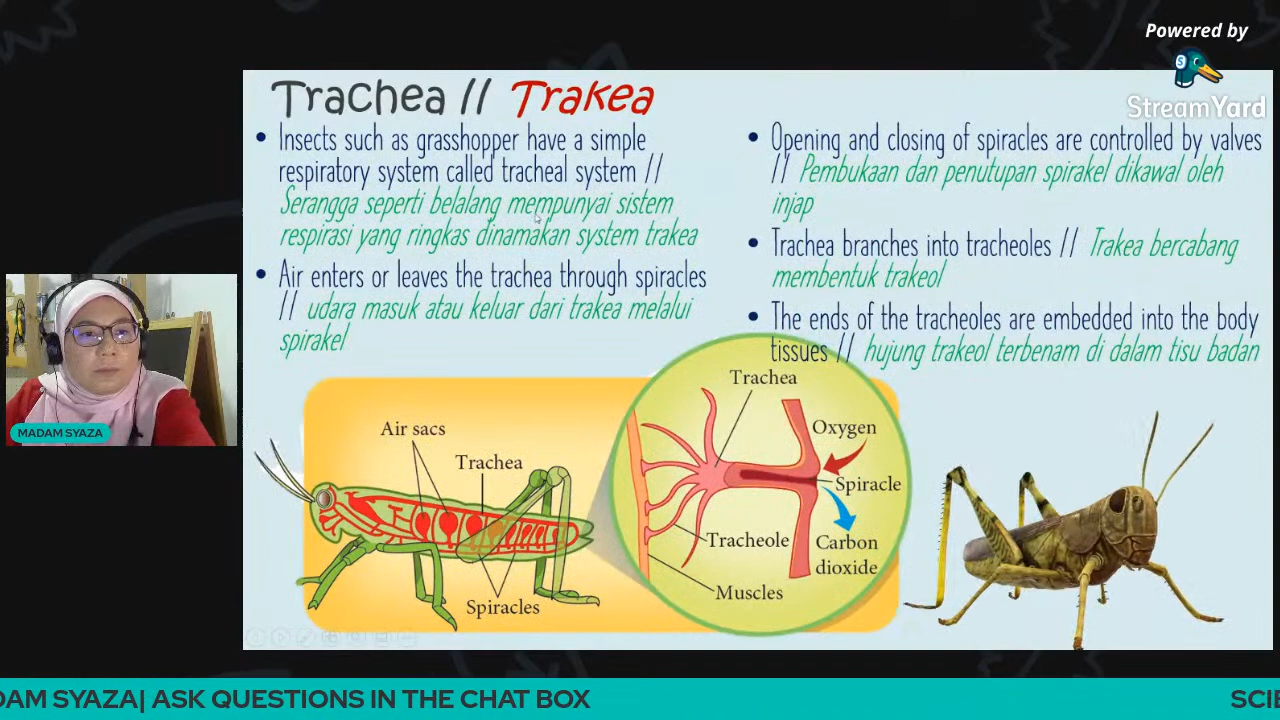 Powered by
StreamYard
Trachea // Trakea
• Insects such as grasshopper have a simple
respiratory system called tracheal system //
Serangga seperti belalang mempunyai sistem
respirasi yang ringkas dinamakan system trakea
• Air enters or leaves the trachea through spiracles
// udara masuk atau keluar dari trakea melalui
spirakel
• Opening and closing of spiracles are controlled by valves
// Pembukaan dan penutupan spirakel dikawal oleh
injap
• Trachea branches into tracheoles // Trakea bercabang
membentuk trakeol
• The ends of the tracheoles are embedded into the body
tissues // hujung trakeol terbenam di dalam tisu badan
Air sacs
Trachea
Spiracles
Trachea
Oxygen
Spiracle
Tracheole
Carbon
dioxide
Muscles
MADAM SYAZA
DAM SYAZA| ASK QUESTIONS IN THE CHAT BOX
SCIE